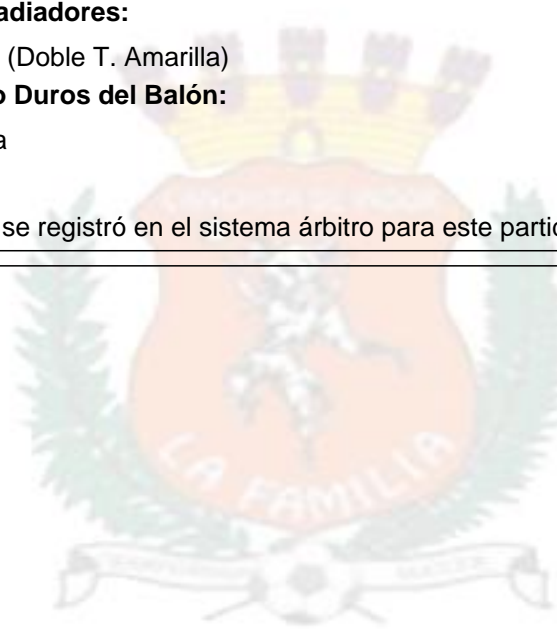 adiadores:
(Doble T. Amarilla)
o Duros del Balón:
a
se registró en el sistema árbitro para este partic
LA FAMILIA